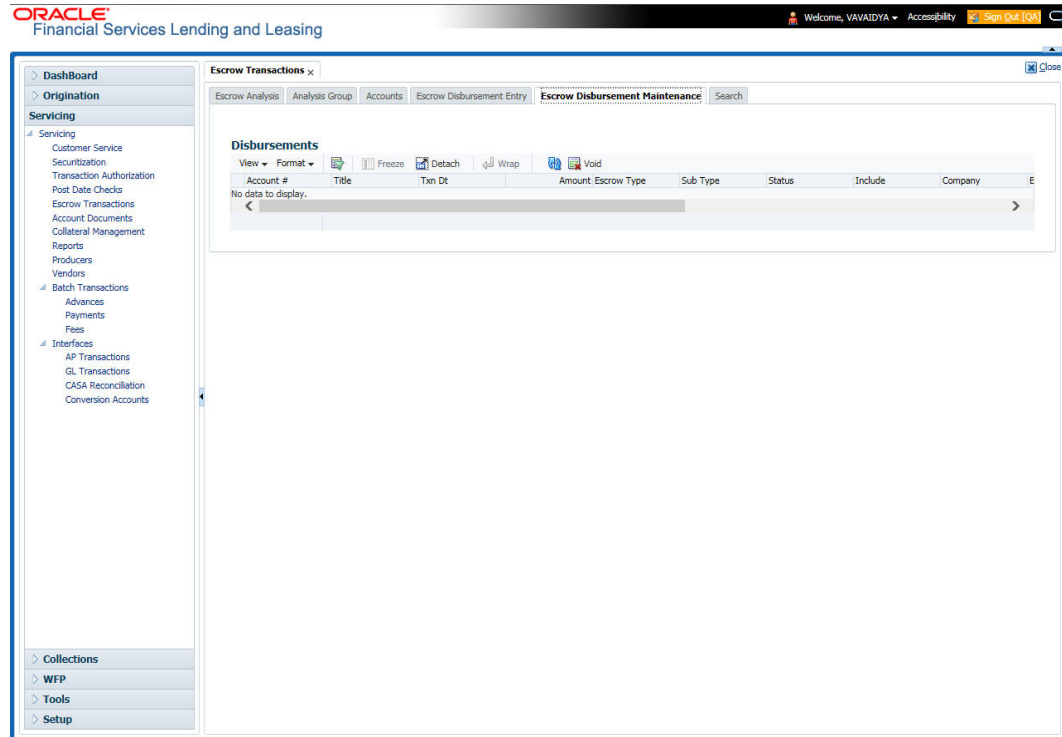 ORACLE
Financial Services Lending and Leasing
Welcome, VAVAIDYA Accessibility Sign Out [QA]
Close
DashBoard
Origination
Servicing
Servicing
Customer Service
Securitization
Transaction Authorization
Post Date Checks
Escrow Transactions
Account Documents
Collateral Management
Reports
Producers
Vendors
Batch Transactions
Advances
Payments
Fees
Interfaces
AP Transactions
GL Transactions
CASA Reconciliation
Conversion Accounts
Collections
WFP
Tools
Setup
Escrow Transactions x
Escrow Analysis Analysis Group Accounts Escrow Disbursement Entry Escrow Disbursement Maintenance Search
Disbursements
View Format Freeze Detach Wrap Void
Account # Title Txn Dt Amount Escrow Type Sub Type Status Include Company
No data to display.